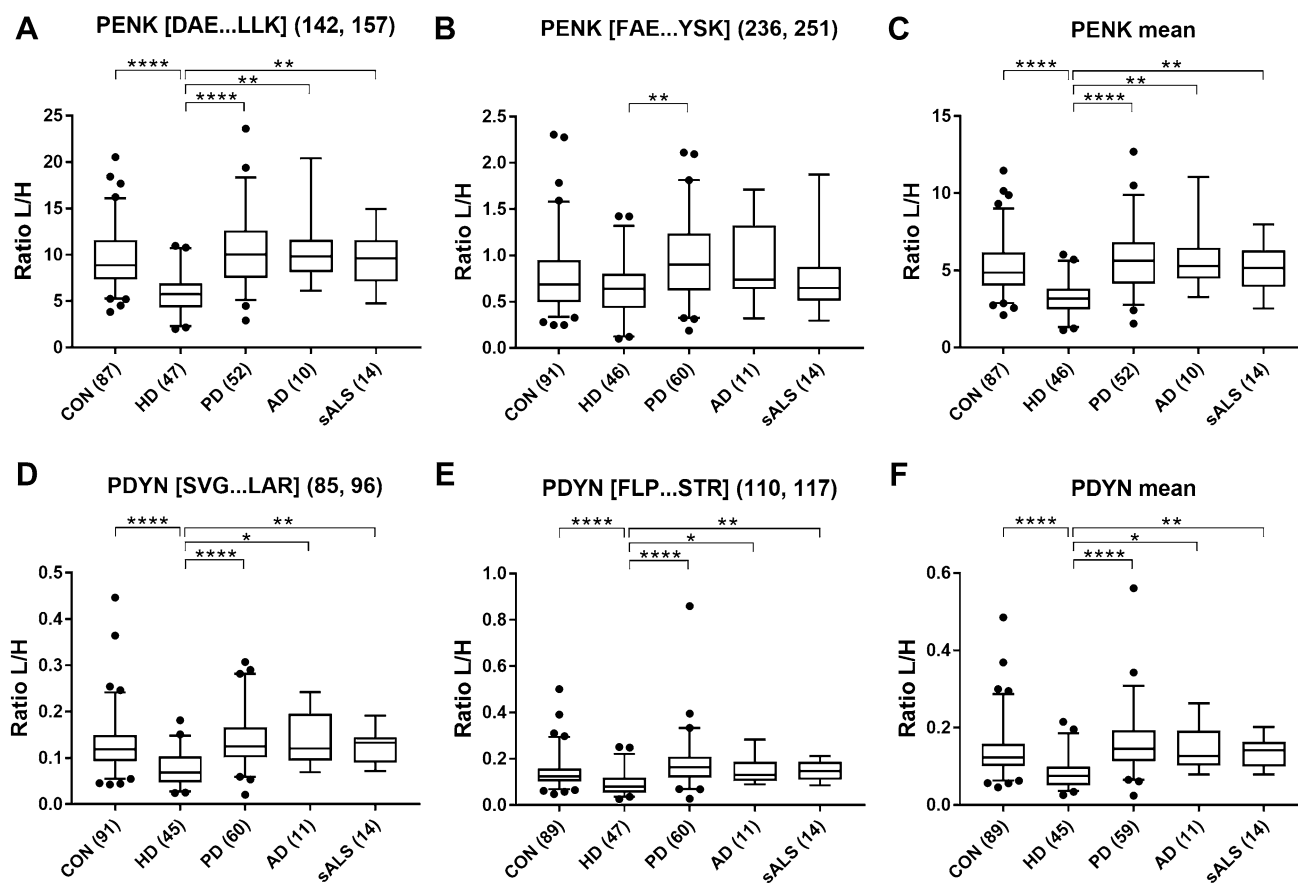 A PENK [DAE...LLK] (142, 157)
**** **
**
****
25
20
15
10
5
0
Ratio L/H
CON (87) HD (47) PD (52) AD (10) sALS (14)
B PENK [FAE...YSK] (236, 251)
**
2.5
2.0
1.5
1.0
0.5
0.0
Ratio L/H
CON (91) HD (46) PD (60) AD (11) sALS (14)
C PENK mean
**** **
**
****
15
10
5
0
Ratio L/H
CON (87) HD (46) PD (52) AD (10) sALS (14)
D PDYN [SVG...LAR] (85, 96)
**** **
*
****
0.5
0.4
0.3
0.2
0.1
0.0
Ratio L/H
CON (91) HD (45) PD (60) AD (11) sALS (14)
E PDYN [FLP...STR] (110, 117)
**** **
*
****
1.0
0.8
0.6
0.4
0.2
0.0
Ratio L/H
CON (89) HD (47) PD (60) AD (11) sALS (14)
F PDYN mean
**** **
*
****
0.6
0.4
0.2
0.0
Ratio L/H
CON (89) HD (45) PD (59) AD (11) sALS (14)